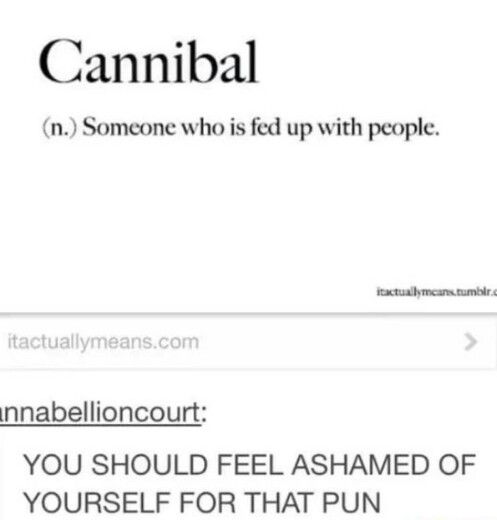 Cannibal
(n.) Someone who is fed up with people.
itactuallymeans.tumblr.c
itactuallymeans.com
annabellioncourt:
YOU SHOULD FEEL ASHAMED OF
YOURSELF FOR THAT PUN